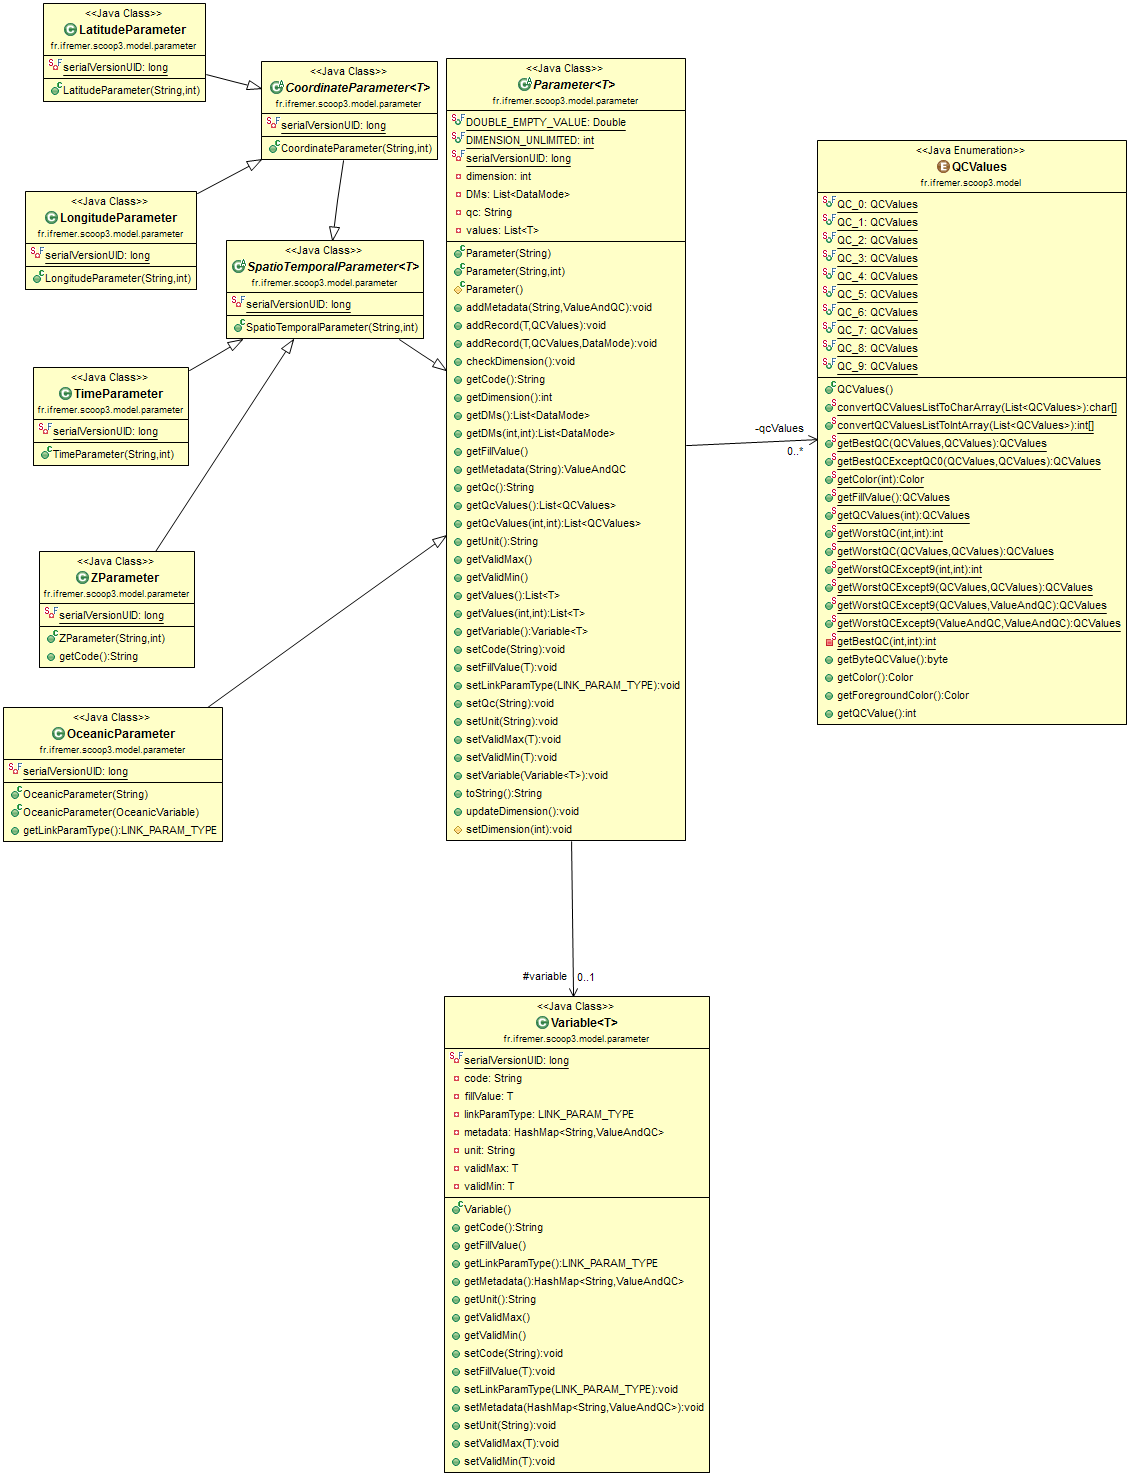 <<Java Class>>
LatitudeParameter
fr.ifremer.scoop3.model.parameter
serialVersionUID: long
LatitudeParameter(String,int)
<<Java Class>>
CoordinateParameter<T>
fr.ifremer.scoop3.model.parameter
serialVersionUID: long
CoordinateParameter(String,int)
<<Java Class>>
LongitudeParameter
fr.ifremer.scoop3.model.parameter
serialVersionUID: long
LongitudeParameter(String,int)
<<Java Class>>
SpatioTemporalParameter<T>
fr.ifremer.scoop3.model.parameter
serialVersionUID: long
SpatioTemporalParameter(String,int)
<<Java Class>>
TimeParameter
fr.ifremer.scoop3.model.parameter
serialVersionUID: long
TimeParameter(String,int)
<<Java Class>>
ZParameter
fr.ifremer.scoop3.model.parameter
serialVersionUID: long
ZParameter(String,int)
getCode():String
<<Java Class>>
OceanicParameter
fr.ifremer.scoop3.model.parameter
serialVersionUID: long
OceanicParameter(String)
OceanicParameter(OceanicVariable)
getLinkParamType():LINK_PARAM_TYPE
<<Java Class>>
Parameter<T>
fr.ifremer.scoop3.model.parameter
DOUBLE_EMPTY_VALUE: Double
DIMENSION_UNLIMITED: int
serialVersionUID: long
dimension: int
DMs: List<DataMode>
qc: String
values: List<T>
Parameter(String)
Parameter(String,int)
Parameter()
addMetadata(String,ValueAndQC):void
addRecord(T,QCValues):void
addRecord(T,QCValues,DataMode):void
checkDimension():void
getCode():String
getDimension():int
getDMs():List<DataMode>
getDMs(int,int):List<DataMode>
getFillValue()
getMetadata(String):ValueAndQC
getQc():String
getQcValues():List<QCValues>
getQcValues(int,int):List<QCValues>
getUnit():String
getValidMax()
getValidMin()
getValues():List<T>
getValues(int,int):List<T>
getVariable():Variable<T>
setCode(String):void
setFillValue(T):void
setLinkParamType(LINK_PARAM_TYPE):void
setQc(String):void
setUnit(String):void
setValidMax(T):void
setValidMin(T):void
setVariable(Variable<T>):void
toString():String
updateDimension():void
setDimension(int):void
-qcValues
0..*
<<Java Enumeration>>
QCValues
fr.ifremer.scoop3.model
QC_0: QCValues
QC_1: QCValues
QC_2: QCValues
QC_3: QCValues
QC_4: QCValues
QC_5: QCValues
QC_6: QCValues
QC_7: QCValues
QC_8: QCValues
QC_9: QCValues
QCValues()
convertQCValuesListToCharArray(List<QCValues>):char[]
convertQCValuesListToIntArray(List<QCValues>):int[]
getBestQC(QCValues,QCValues):QCValues
getBestQCExceptQC0(QCValues,QCValues):QCValues
getColor(int):Color
getFillValue():QCValues
getQCValues(int):QCValues
getWorstQC(int,int):int
getWorstQC(QCValues,QCValues):QCValues
getWorstQCExcept9(int,int):int
getWorstQCExcept9(QCValues,QCValues):QCValues
getWorstQCExcept9(QCValues,ValueAndQC):QCValues
getWorstQCExcept9(ValueAndQC,ValueAndQC):QCValues
getBestQC(int,int):int
getByteQCValue():byte
getColor():Color
getForegroundColor():Color
getQCValue():int
#variable
0..1
<<Java Class>>
Variable<T>
fr.ifremer.scoop3.model.parameter
serialVersionUID: long
code: String
fillValue: T
linkParamType: LINK_PARAM_TYPE
metadata: HashMap<String,ValueAndQC>
unit: String
validMax: T
validMin: T
Variable()
getCode():String
getFillValue()
getLinkParamType():LINK_PARAM_TYPE
getMetadata():HashMap<String,ValueAndQC>
getUnit():String
getValidMax()
getValidMin()
setCode(String):void
setFillValue(T):void
setLinkParamType(LINK_PARAM_TYPE):void
setMetadata(HashMap<String,ValueAndQC>):void
setUnit(String):void
setValidMax(T):void
setValidMin(T):void